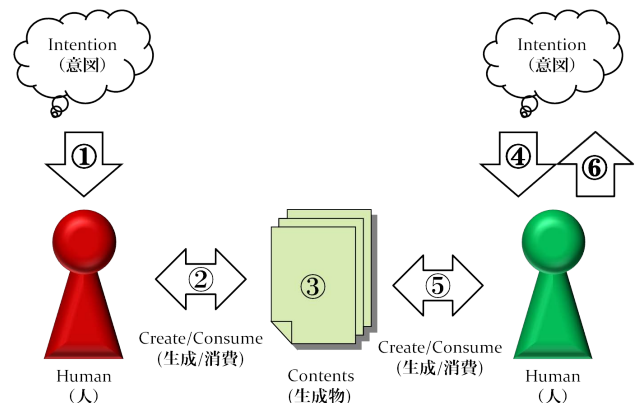 Intention
(意図)
Intention
(意図)
①
④
⑥
②
③
⑤
Create/Consume
(生成/消費)
Create/Consume
(生成/消費)
Human
(人)
Contents
(生成物)
Human
(人)